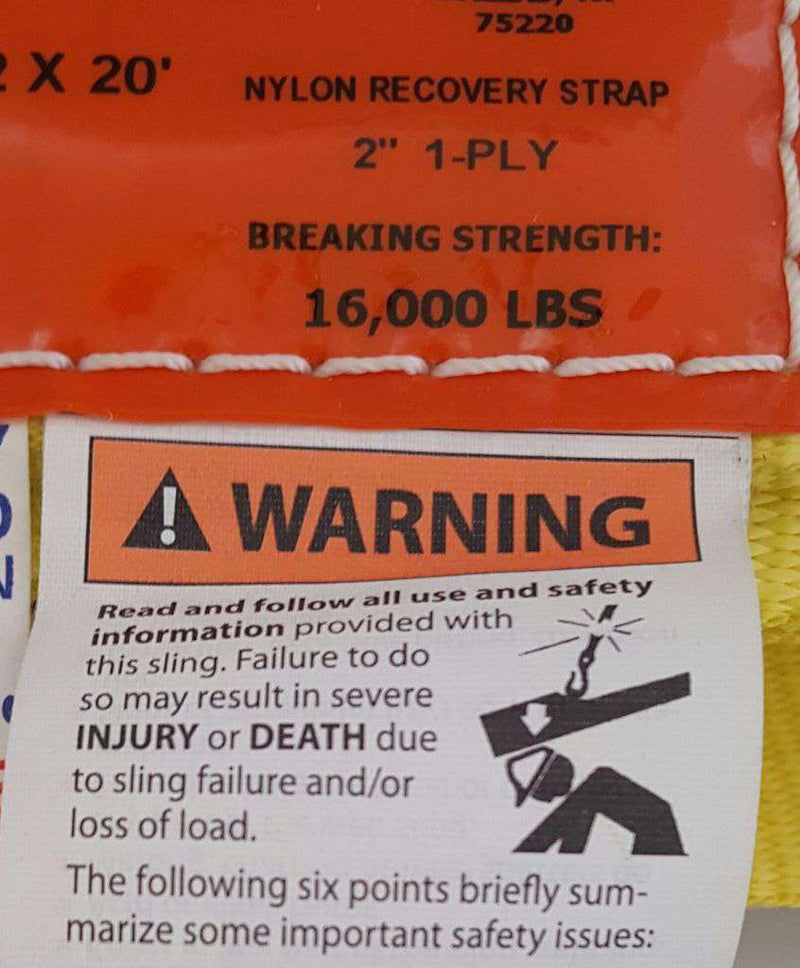 75220
X 20'
NYLON RECOVERY STRAP
2" 1-PLY
BREAKING STRENGTH:
16,000 LBS
WARNING
Read and follow all use and safety
information provided with
this sling. Failure to do
so may result in severe
INJURY or DEATH due
to sling failure and/or
loss of load.
The following six points briefly sum-
marize some important safety issues: